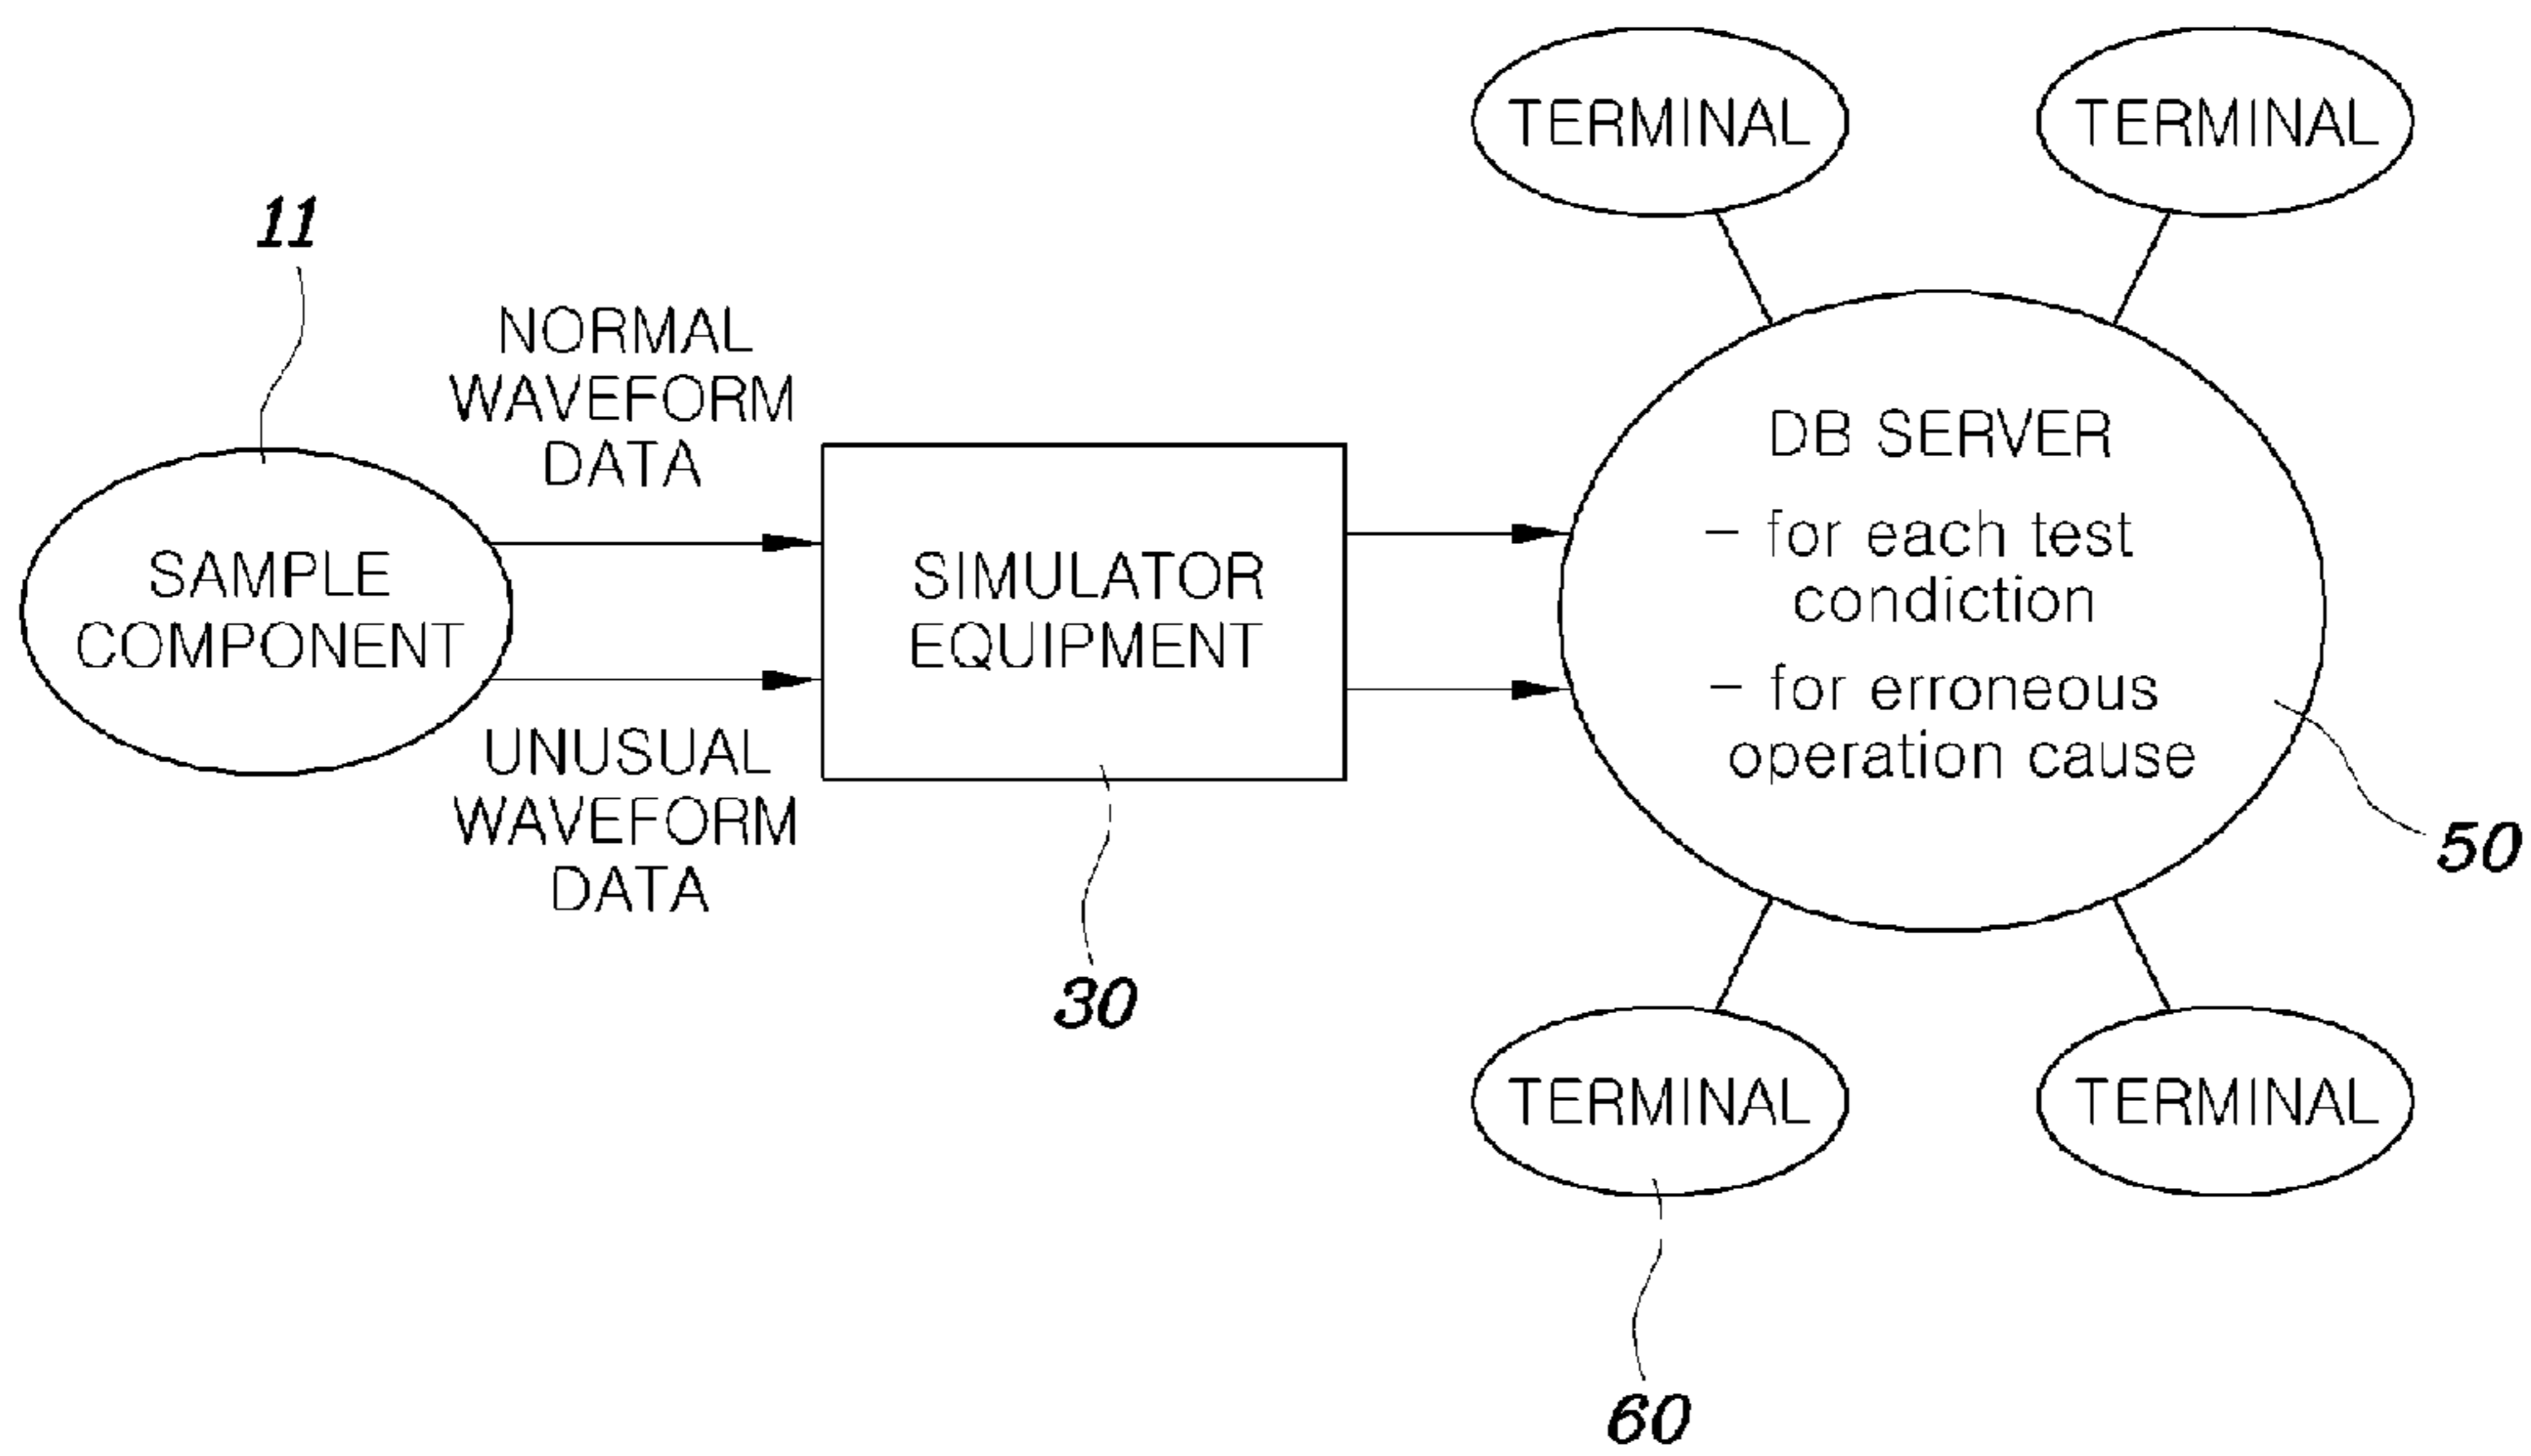 11
NORMAL
WAVEFORM
DATA
SAMPLE
COMPONENT
UNUSUAL
WAVEFORM
DATA
SIMULATOR
EQUIPMENT
30
TERMINAL
TERMINAL
DB SERVER
– for each test
condiction
– for erroneous
operation cause
50
TERMINAL
TERMINAL
60